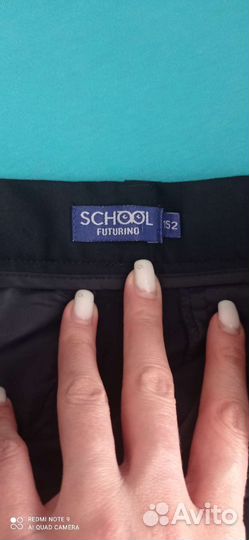 SCHOOL
FUTURINO
152
REDMI NOTE 9
AI QUAD CAMERA
Avito